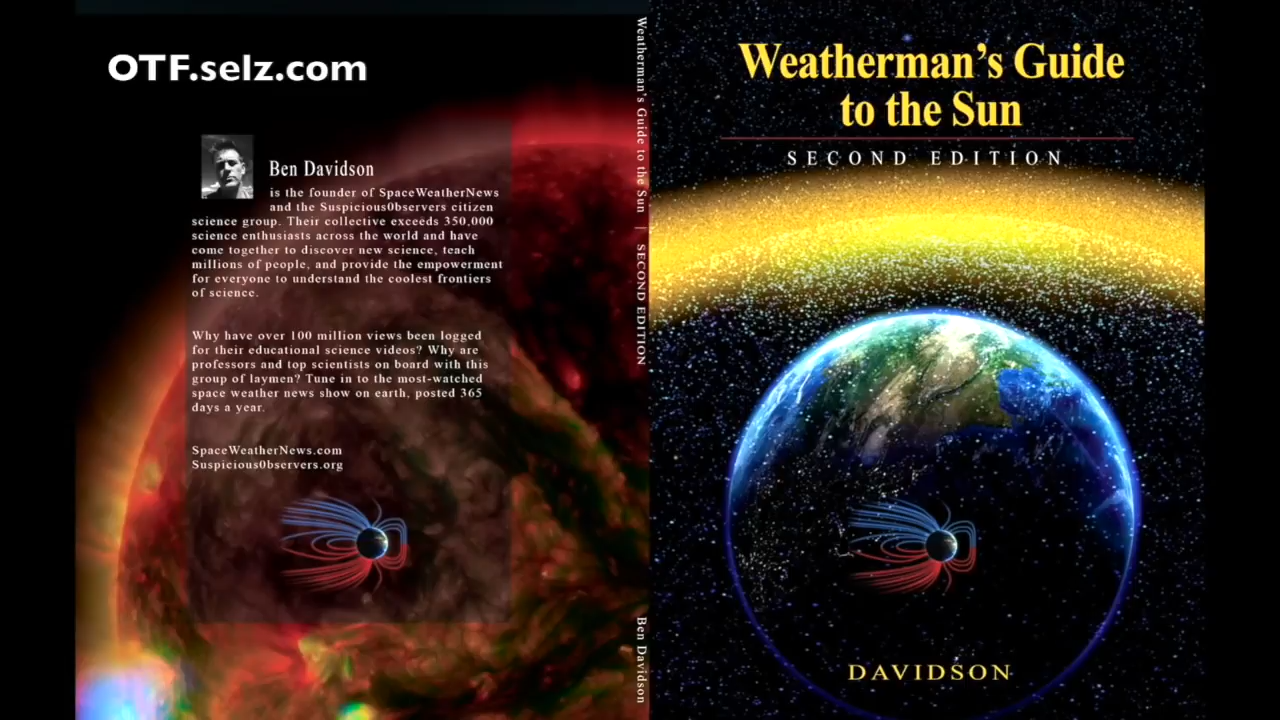 OTF.selz.com
Ben Davidson
is the founder of SpaceWeatherNews
and the Suspicious0bservers citizen
science group. Their collective exceeds 350,000
science enthusiasts across the world and have
come together to discover new science, teach
millions of people, and provide the empowerment
for everyone to understand the coolest frontiers
of science.
Why have over 100 million views been logged
for their educational science videos? Why are
professors and top scientists on board with this
group of laymen? Tune in to the most-watched
space weather news show on earth, posted 365
days a year.
SpaceWeatherNews.com
Suspicious0bservers.org
Weatherman's Guide to the Sun | SECOND EDITION
Ben Davidson
Weatherman's Guide
to the Sun
SECOND EDITION
DAVIDSON